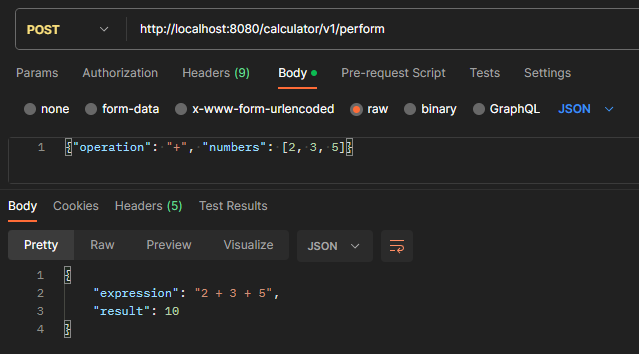 POST http://localhost:8080/calculator/v1/perform
Params Authorization Headers (9) Body Pre-request Script Tests Settings
none form-data x-www-form-urlencoded raw binary GraphQL JSON
1 {"operation": "+", "numbers": [2, 3, 5]}
Body Cookies Headers (5) Test Results
Pretty Raw Preview Visualize JSON
1 {
2 "expression": "2 + 3 + 5",
3 "result": 10
4 }